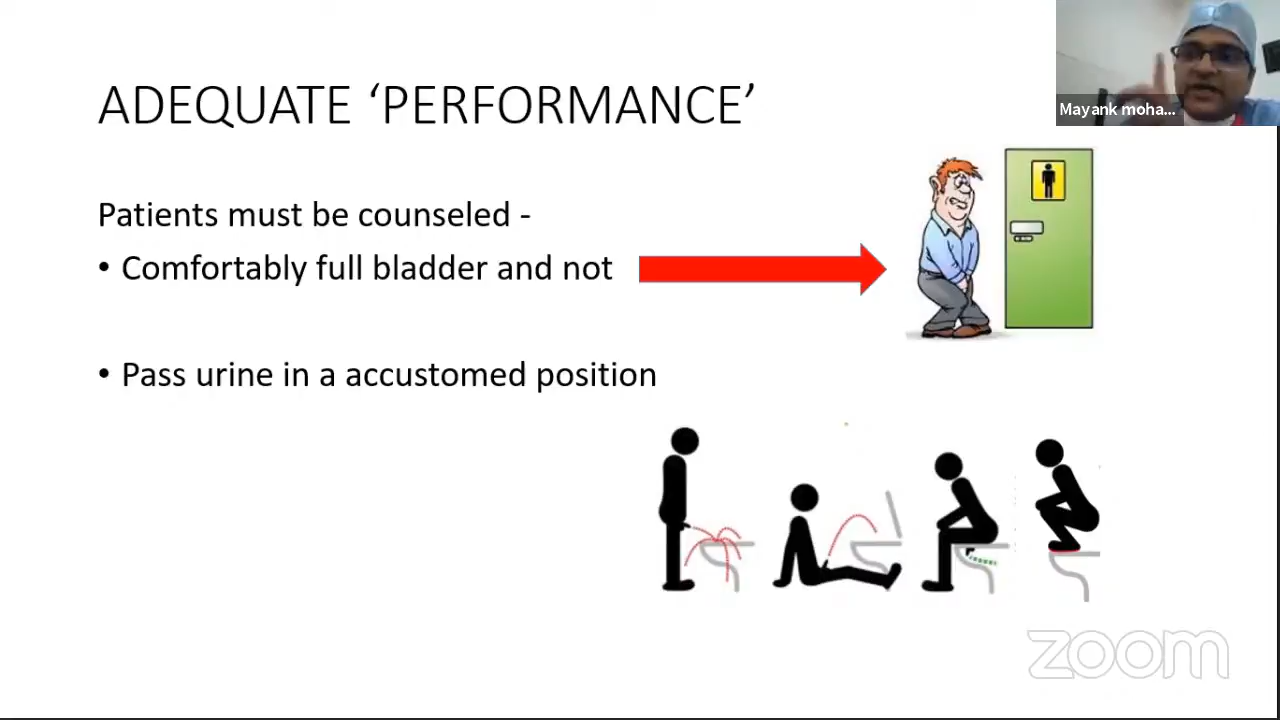 ADEQUATE ‘PERFORMANCE’
Mayank moha...
Patients must be counseled -
• Comfortably full bladder and not
• Pass urine in a accustomed position
zoom